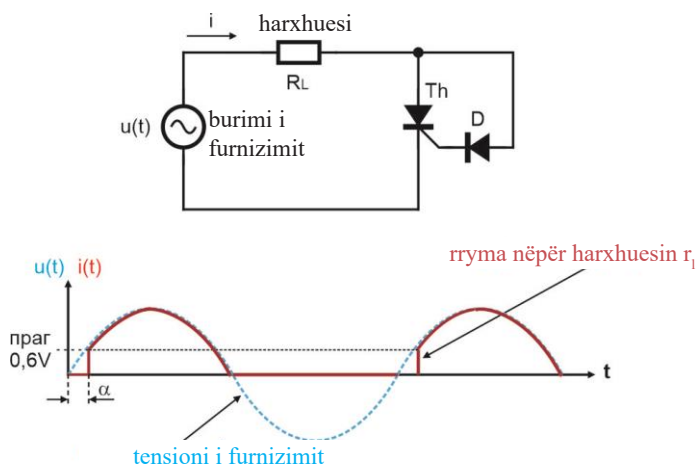 i
harxhuesi
RL
Th
D
u(t)
burimi i
furnizimit
u(t) i(t)
rryma nëpër harxhuesin rl
праг
0,6V
α
t
tensioni i furnizimit